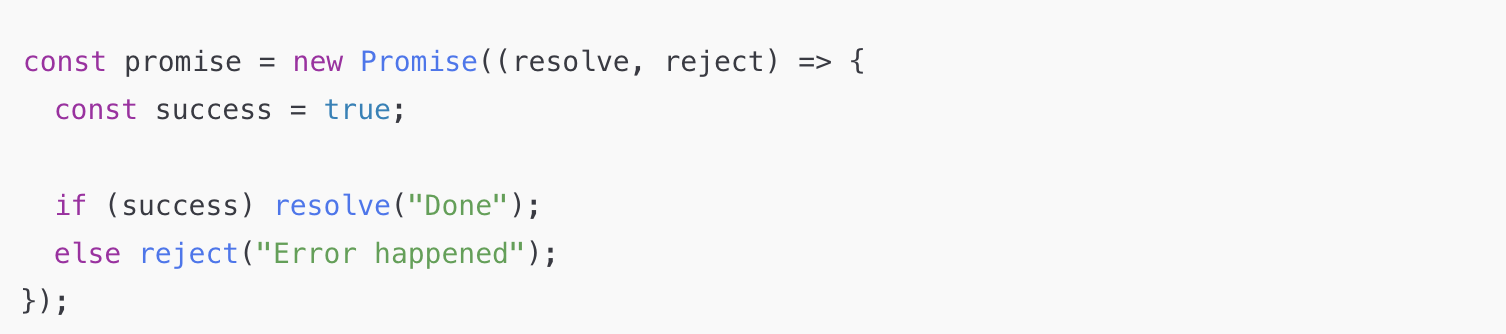 const promise = new Promise((resolve, reject) => {
  const success = true;

  if (success) resolve("Done");
  else reject("Error happened");
});